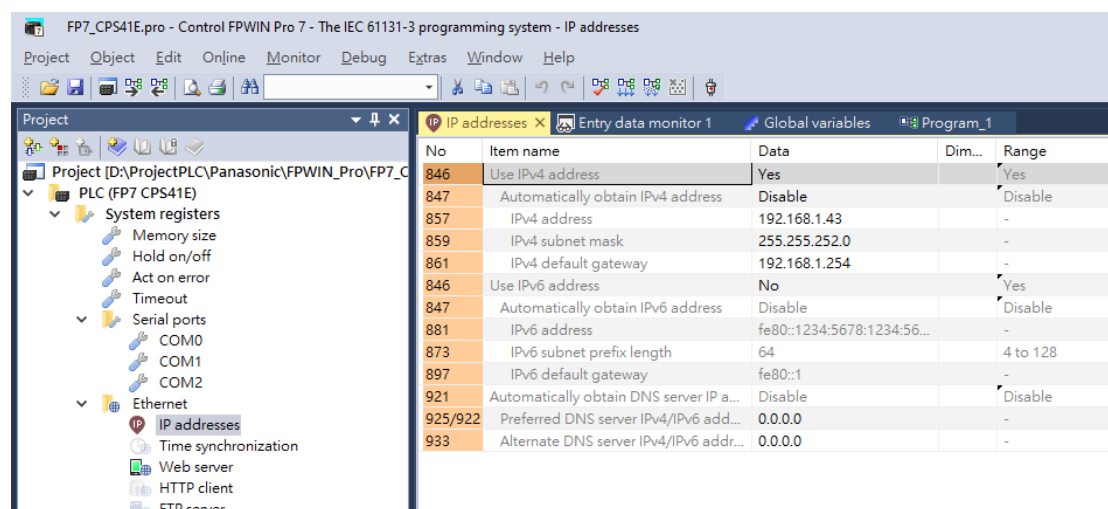 FP7_CPS41E.pro - Control FPWIN Pro 7 - The IEC 61131-3 programming system - IP addresses
Project Object Edit Online Monitor Debug Extras Window Help
Project
IP addresses Entry data monitor 1 Global variables Program_1
Project [D:\ProjectPLC\Panasonic\FPWIN_Pro\FP7_C
PLC (FP7 CPS41E)
System registers
Memory size
Hold on/off
Act on error
Timeout
Serial ports
COM0
COM1
COM2
Ethernet
IP addresses
Time synchronization
Web server
HTTP client
FTP server
No Item name Data Dim... Range
846 Use IPv4 address Yes Yes
847 Automatically obtain IPv4 address Disable Disable
857 IPv4 address 192.168.1.43 -
859 IPv4 subnet mask 255.255.252.0 -
861 IPv4 default gateway 192.168.1.254 -
846 Use IPv6 address No Yes
847 Automatically obtain IPv6 address Disable Disable
881 IPv6 address fe80::1234:5678:1234:56... -
873 IPv6 subnet prefix length 64 4 to 128
897 IPv6 default gateway fe80::1 -
921 Automatically obtain DNS server IP a... Disable Disable
925/922 Preferred DNS server IPv4/IPv6 add... 0.0.0.0 -
933 Alternate DNS server IPv4/IPv6 addr... 0.0.0.0 -